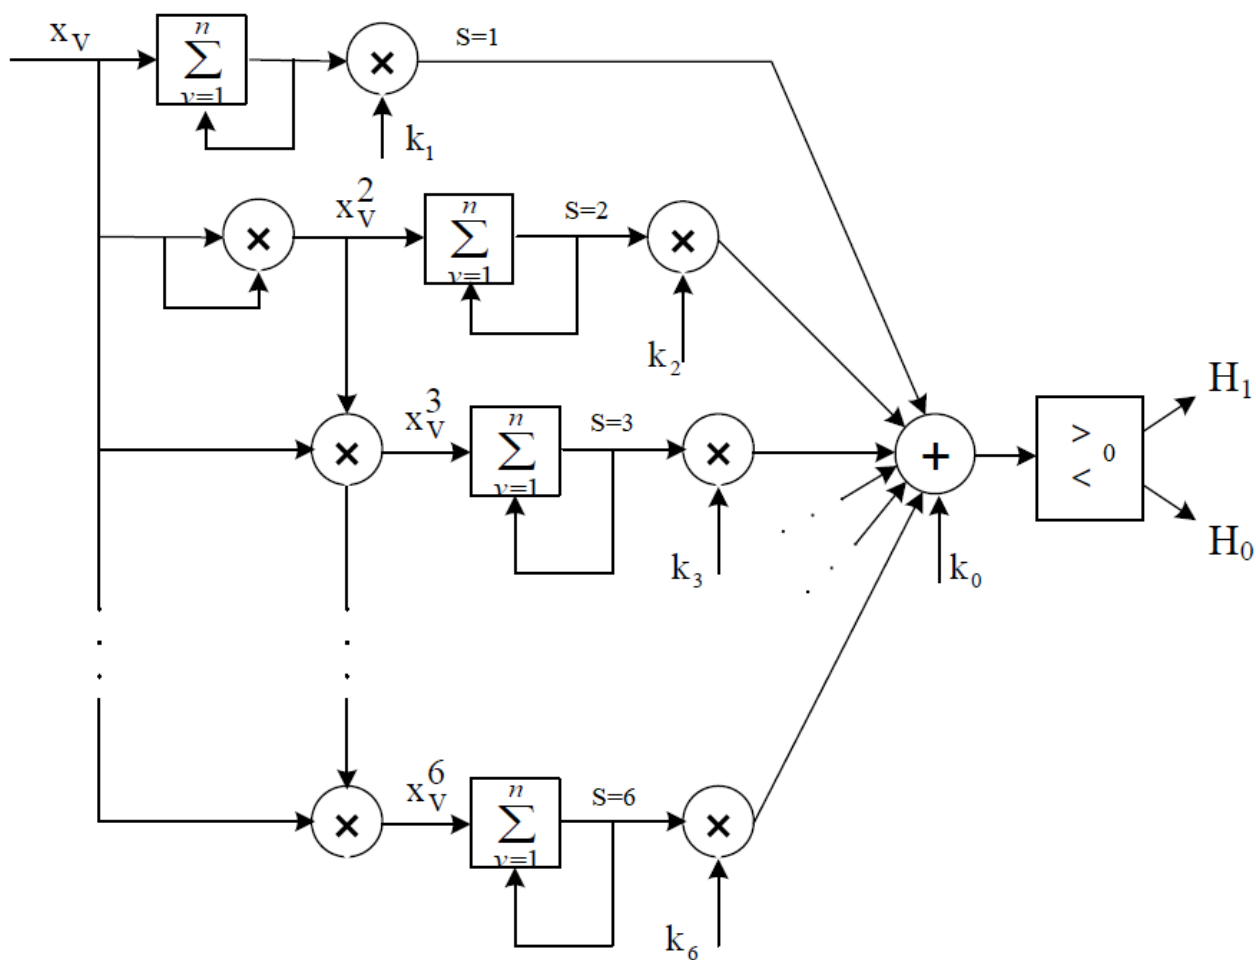 x_V
n
∑
v=1
×
S=1
k_1
×
x_V^2
n
∑
v=1
S=2
×
k_2
×
x_V^3
n
∑
v=1
S=3
×
k_3
+
k_0
>
0
<
H_1
H_0
×
x_V^6
n
∑
v=1
S=6
×
k_6